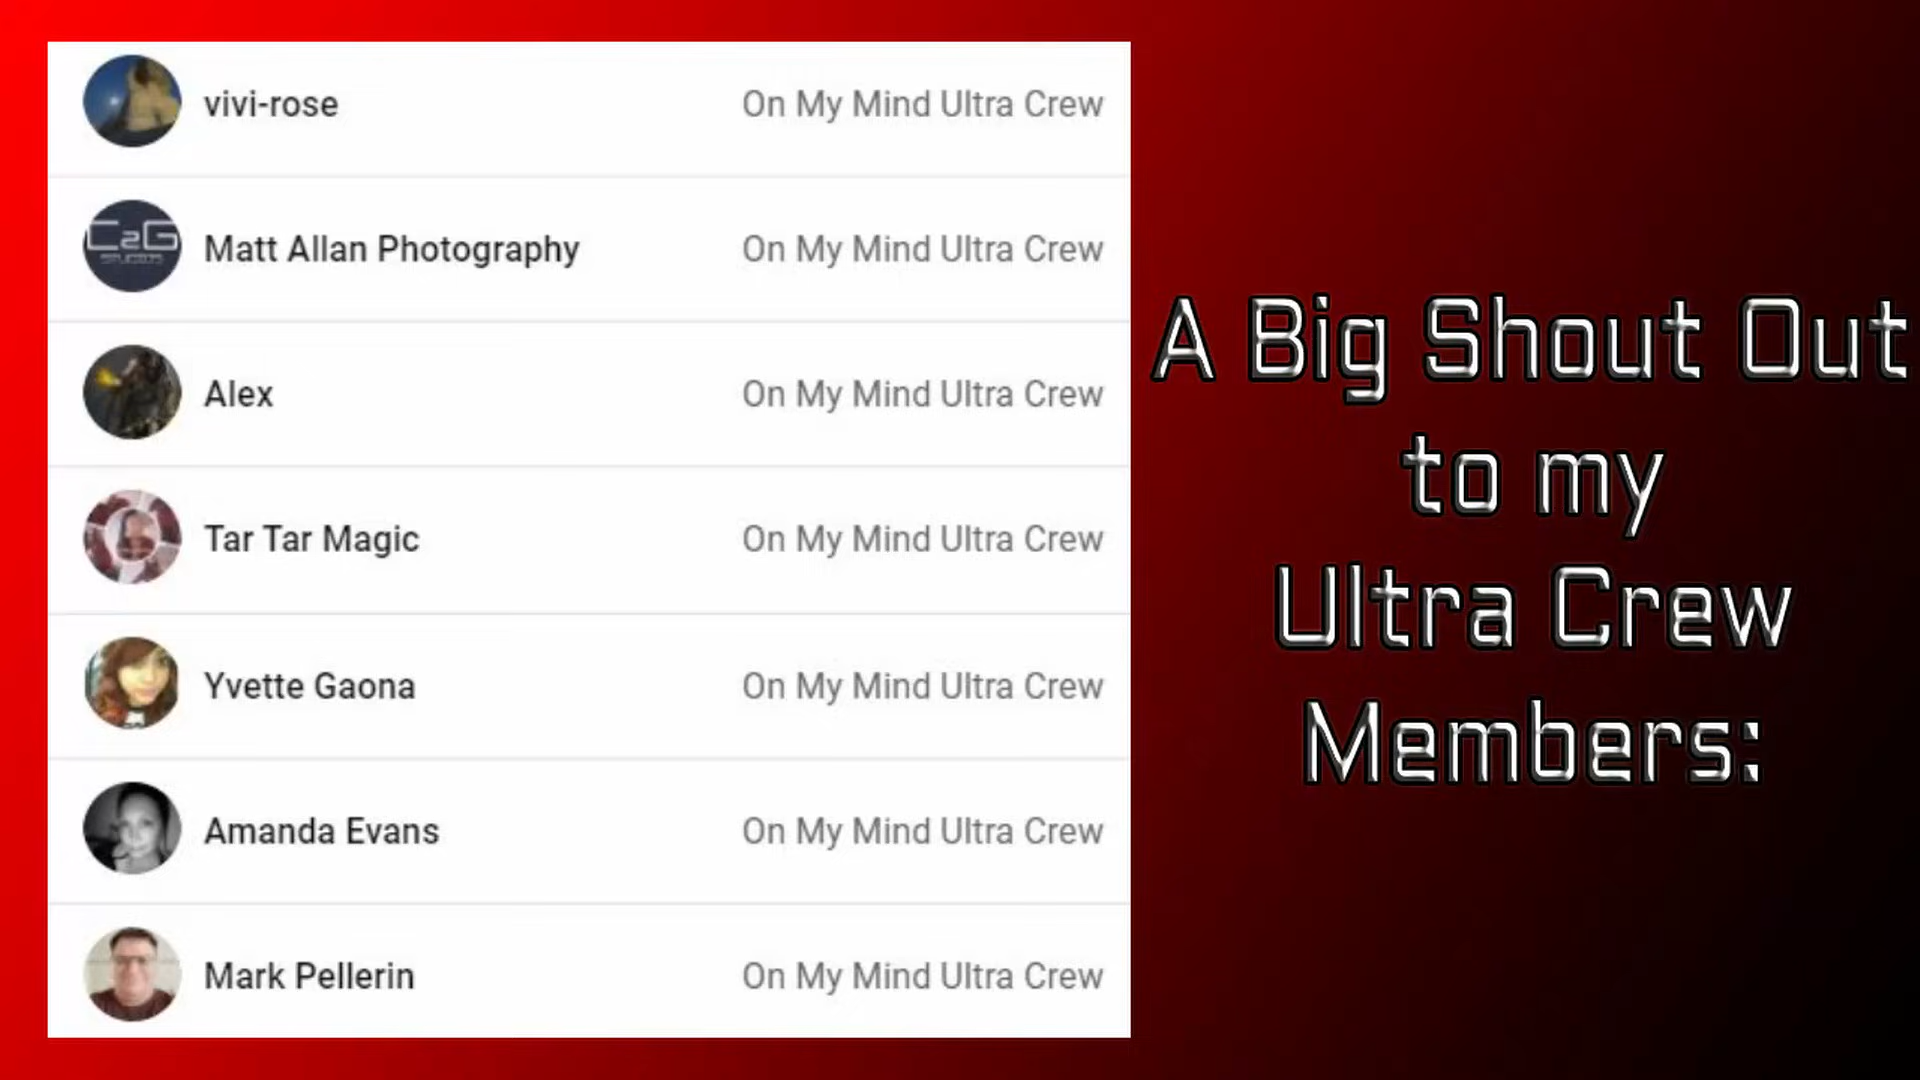 vivi-rose On My Mind Ultra Crew
C2G
STUDIOS
Matt Allan Photography On My Mind Ultra Crew
Alex On My Mind Ultra Crew
Tar Tar Magic On My Mind Ultra Crew
Yvette Gaona On My Mind Ultra Crew
Amanda Evans On My Mind Ultra Crew
Mark Pellerin On My Mind Ultra Crew
A Big Shout Out
to my
Ultra Crew
Members: